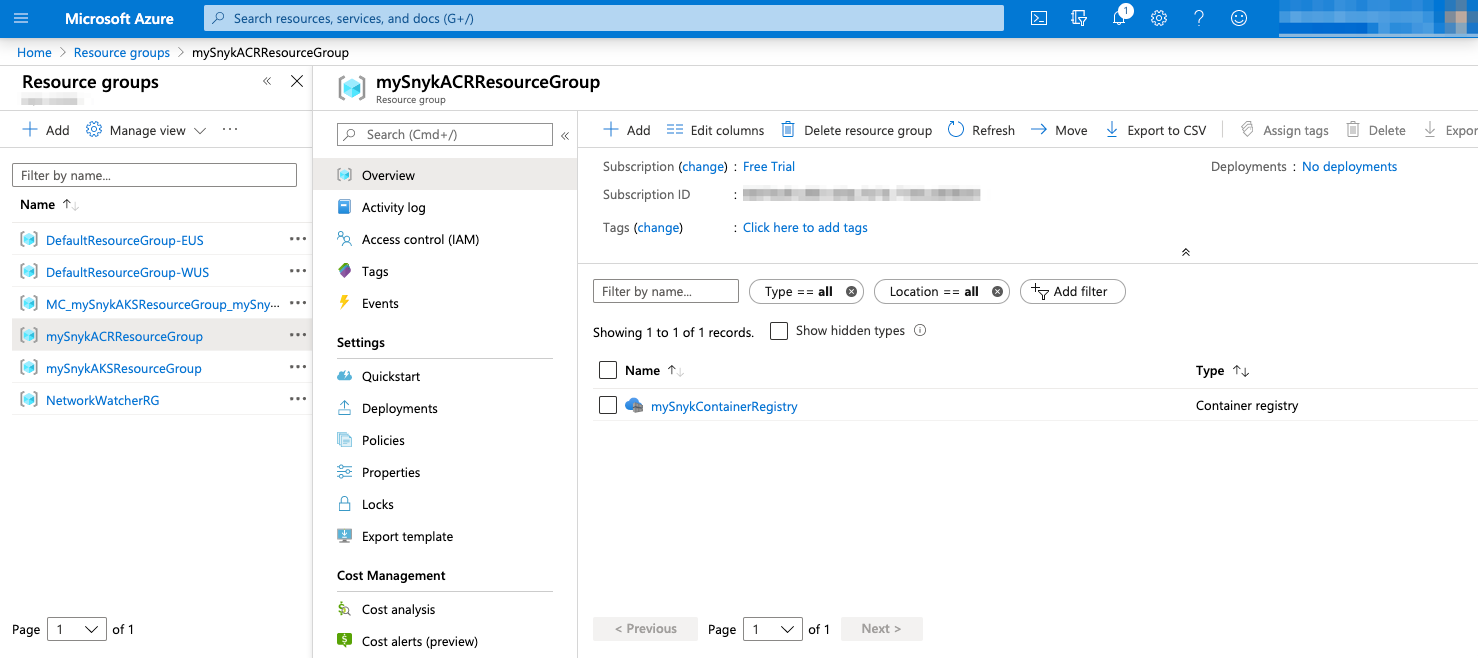 Microsoft Azure
Search resources, services, and docs (G+/)
1
Home > Resource groups > mySnykACRResourceGroup
Resource groups
« 
Add Manage view ...
Filter by name...
Name
DefaultResourceGroup-EUS ...
DefaultResourceGroup-WUS ...
MC_mySnykAKSResourceGroup_mySny... ...
mySnykACRResourceGroup ...
mySnykAKSResourceGroup ...
NetworkWatcherRG ...
Page 1 of 1
mySnykACRResourceGroup
Resource group
Search (Cmd+/)
«
Overview
Activity log
Access control (IAM)
Tags
Events
Settings
Quickstart
Deployments
Policies
Properties
Locks
Export template
Cost Management
Cost analysis
Cost alerts (preview)
Add Edit columns Delete resource group Refresh Move Export to CSV Assign tags Delete Expor
Subscription (change) : Free Trial
Deployments : No deployments
Subscription ID :
Tags (change) : Click here to add tags
Filter by name... Type == all Location == all Add filter
Showing 1 to 1 of 1 records. Show hidden types
Name Type
mySnykContainerRegistry Container registry
< Previous Page 1 of 1 Next >